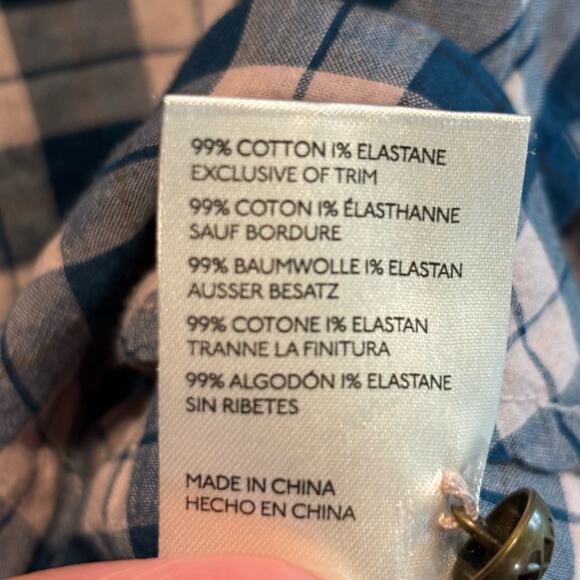 99% COTTON 1% ELASTANE
EXCLUSIVE OF TRIM
99% COTON 1% ÉLASTHANNE
SAUF BORDURE
99% BAUMWOLLE 1% ELASTAN
AUSSER BESATZ
99% COTONE 1% ELASTAN
TRANNE LA FINITURA
99% ALGODÓN 1% ELASTANE
SIN RIBETES
MADE IN CHINA
HECHO EN CHINA